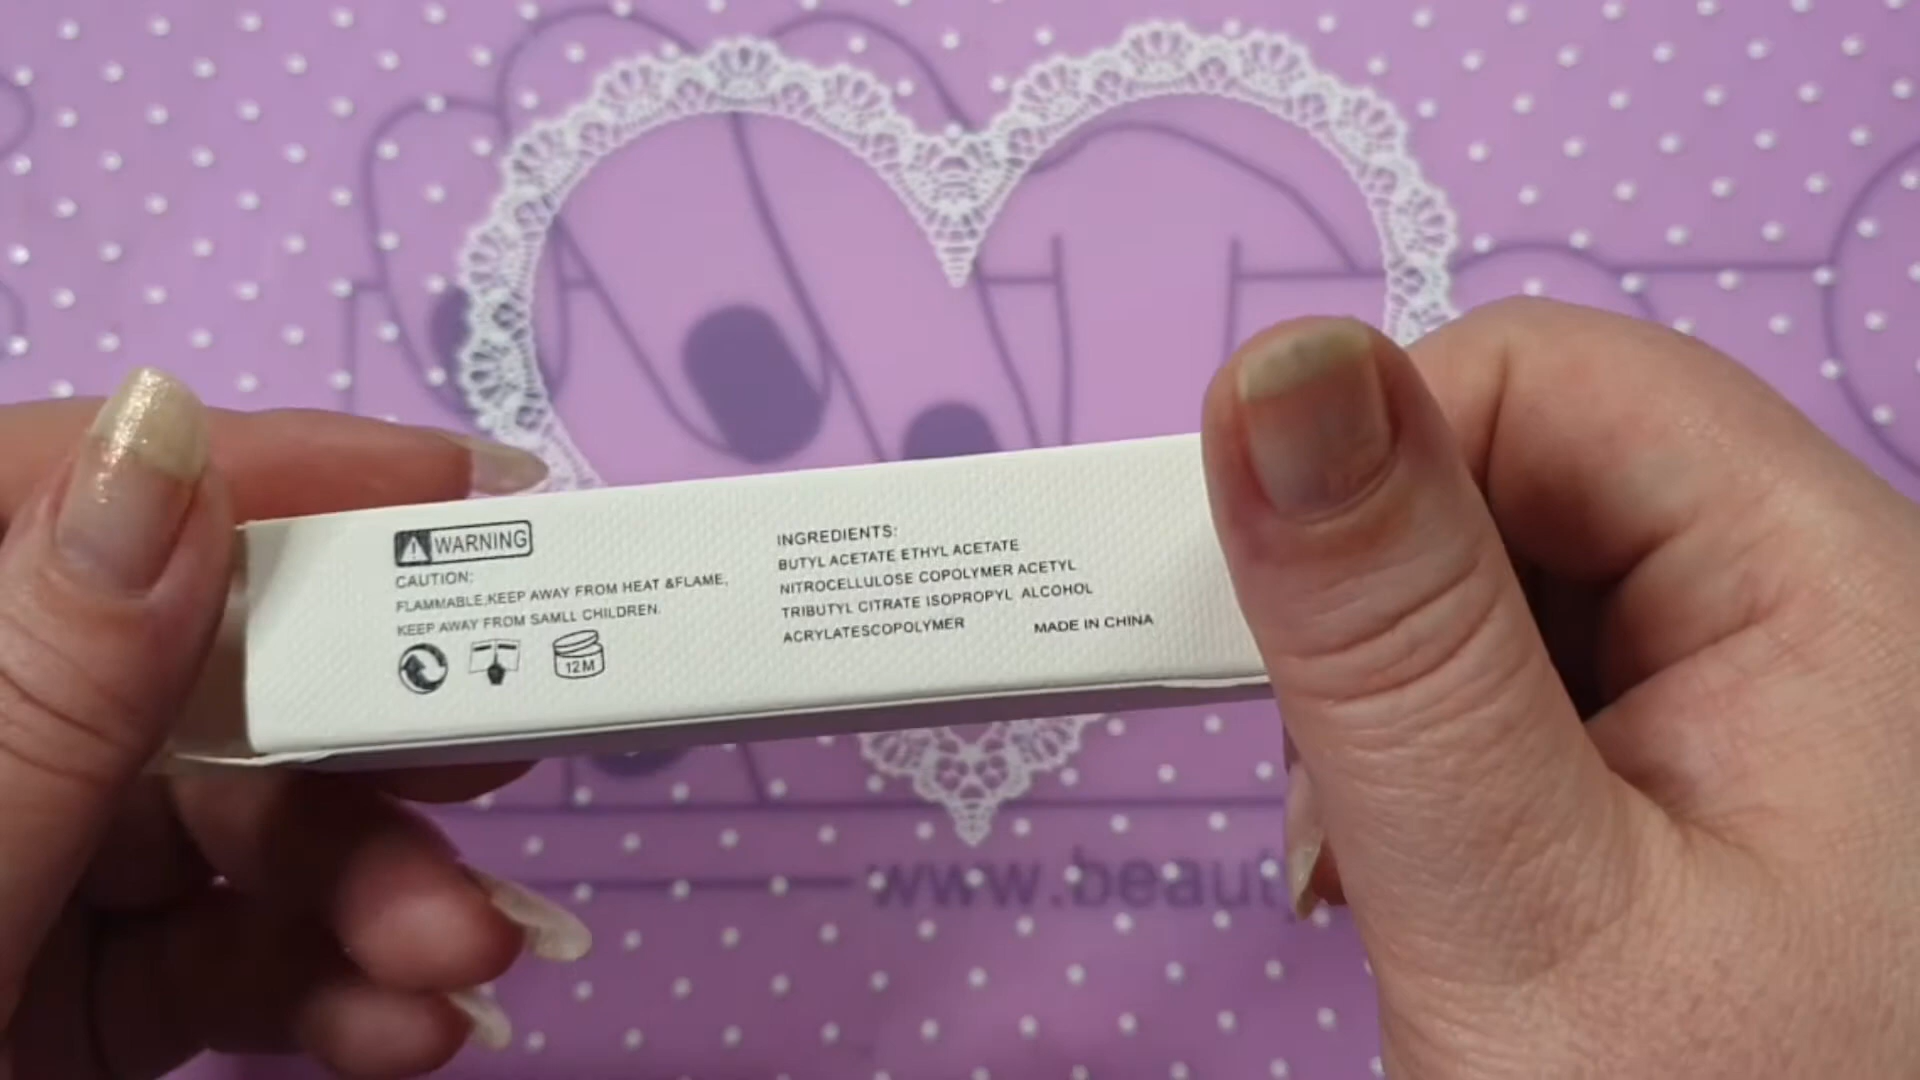 WARNING
CAUTION:
FLAMMABLE,KEEP AWAY FROM HEAT &FLAME,
KEEP AWAY FROM SAMLL CHILDREN.
12M
INGREDIENTS:
BUTYL ACETATE ETHYL ACETATE
NITROCELLULOSE COPOLYMER ACETYL
TRIBUTYL CITRATE ISOPROPYL ALCOHOL
ACRYLATESCOPOLYMER MADE IN CHINA
www.beauty